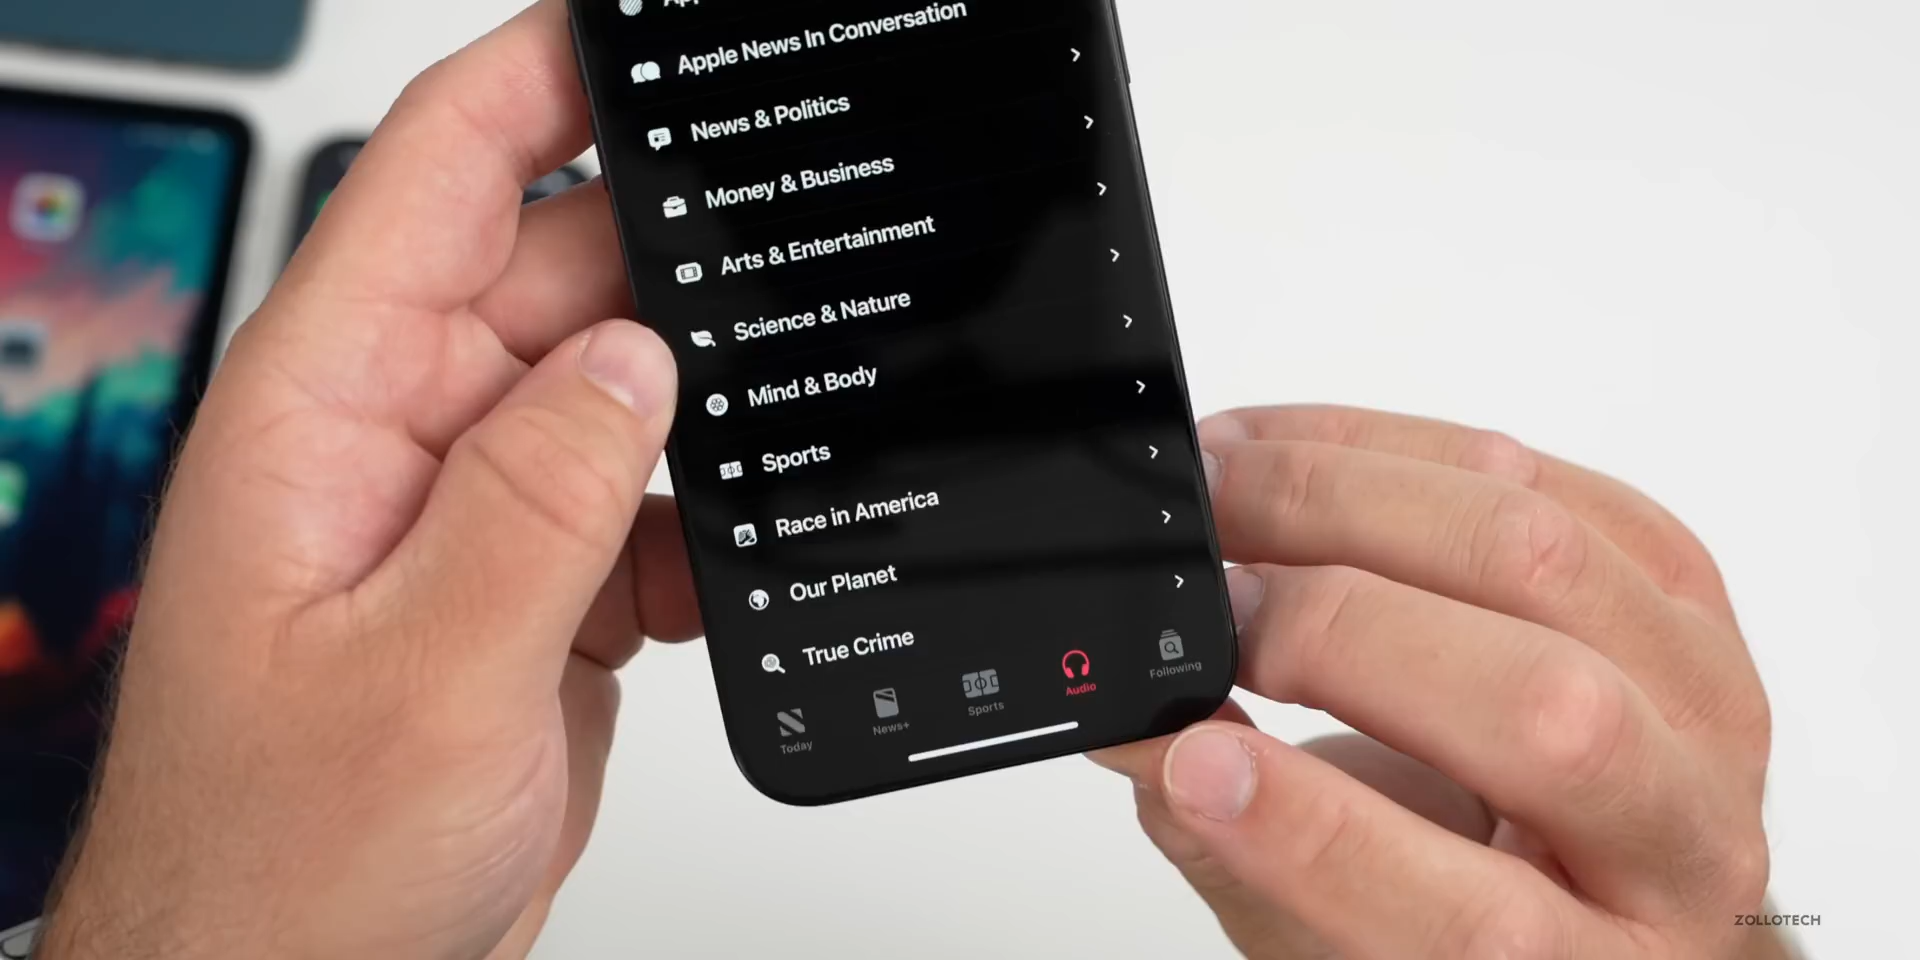 Apple News In Conversation
News & Politics
Money & Business
Arts & Entertainment
Science & Nature
Mind & Body
Sports
Race in America
Our Planet
True Crime
Today
News+
Sports
Audio
Following
ZOLLOTECH